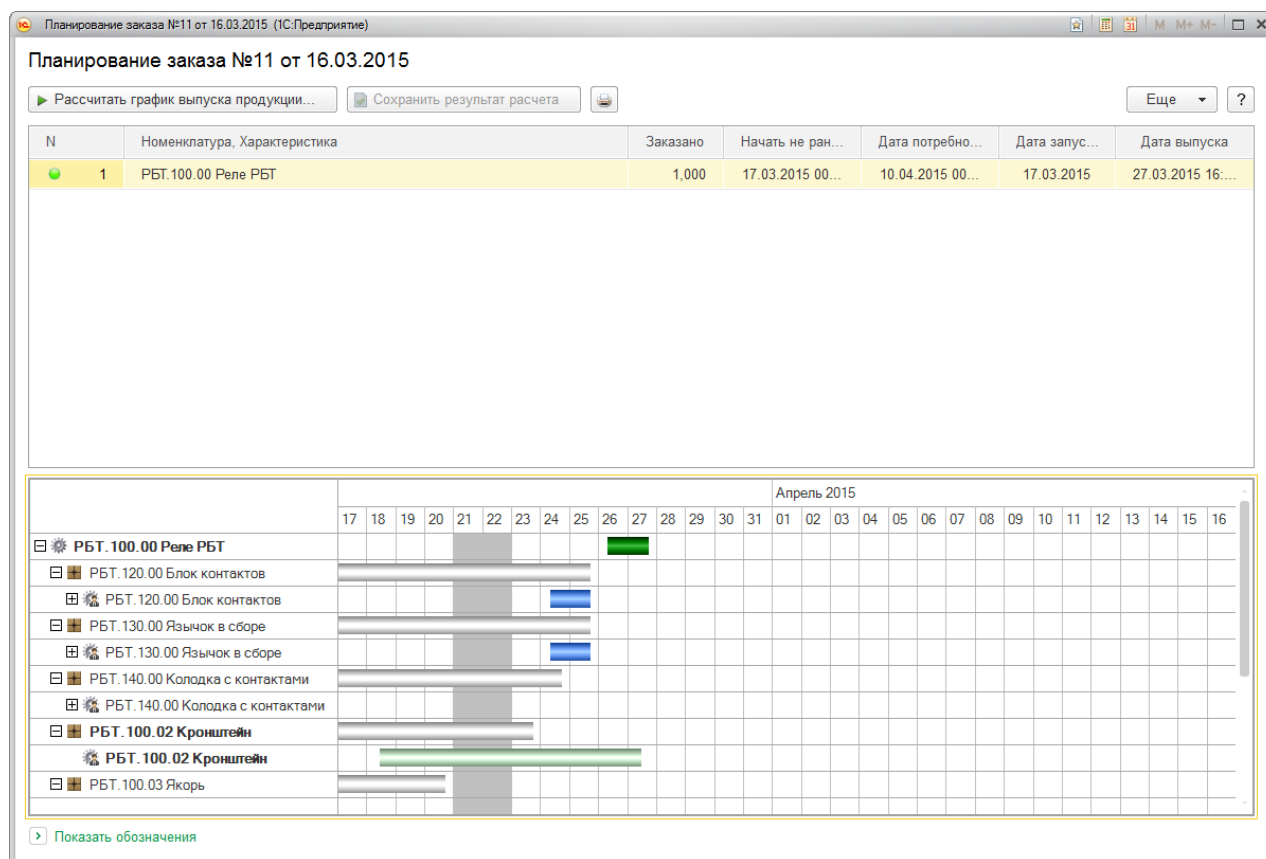 1С Планирование заказа №11 от 16.03.2015 (1С:Предприятие) 31 M M+ M-
Планирование заказа №11 от 16.03.2015
Рассчитать график выпуска продукции... Сохранить результат расчета Еще ?
N Номенклатура, Характеристика Заказано Начать не ран... Дата потребно... Дата запус... Дата выпуска
1 РБТ.100.00 Реле РБТ 1,000 17.03.2015 00... 10.04.2015 00... 17.03.2015 27.03.2015 16:...
Апрель 2015
17 18 19 20 21 22 23 24 25 26 27 28 29 30 31 01 02 03 04 05 06 07 08 09 10 11 12 13 14 15 16
РБТ.100.00 Реле РБТ
РБТ.120.00 Блок контактов
РБТ.120.00 Блок контактов
РБТ.130.00 Язычок в сборе
РБТ.130.00 Язычок в сборе
РБТ.140.00 Колодка с контактами
РБТ.140.00 Колодка с контактами
РБТ.100.02 Кронштейн
РБТ.100.02 Кронштейн
РБТ.100.03 Якорь
Показать обозначения